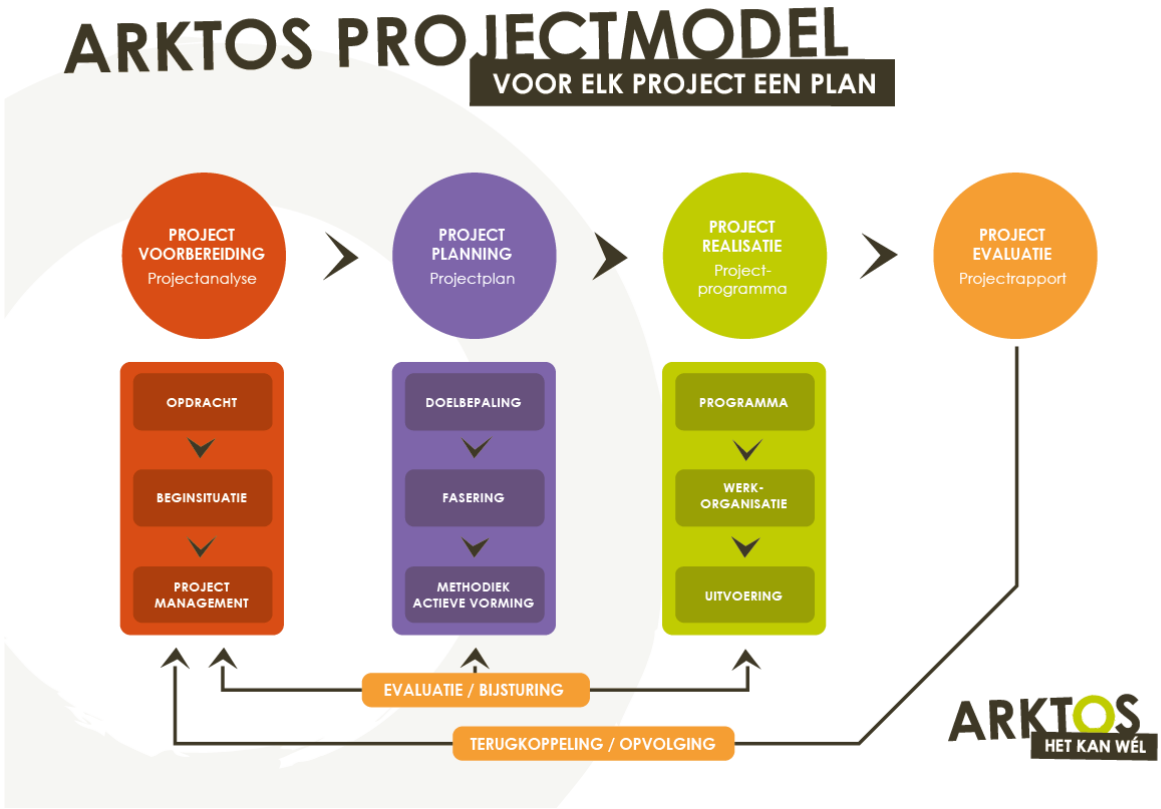 ARKTOS PROJECTMODEL
VOOR ELK PROJECT EEN PLAN
PROJECT
VOORBEREIDING
Projectanalyse
PROJECT
PLANNING
Projectplan
PROJECT
REALISATIE
Project-
programma
PROJECT
EVALUATIE
Projectrapport
OPDRACHT
BEGINSITUATIE
PROJECT
MANAGEMENT
DOELBEPALING
FASERING
METHODIEK
ACTIEVE VORMING
PROGRAMMA
WERK-
ORGANISATIE
UITVOERING
EVALUATIE / BIJSTURING
TERUGKOPPELING / OPVOLGING
ARKTOS
HET KAN WÉL